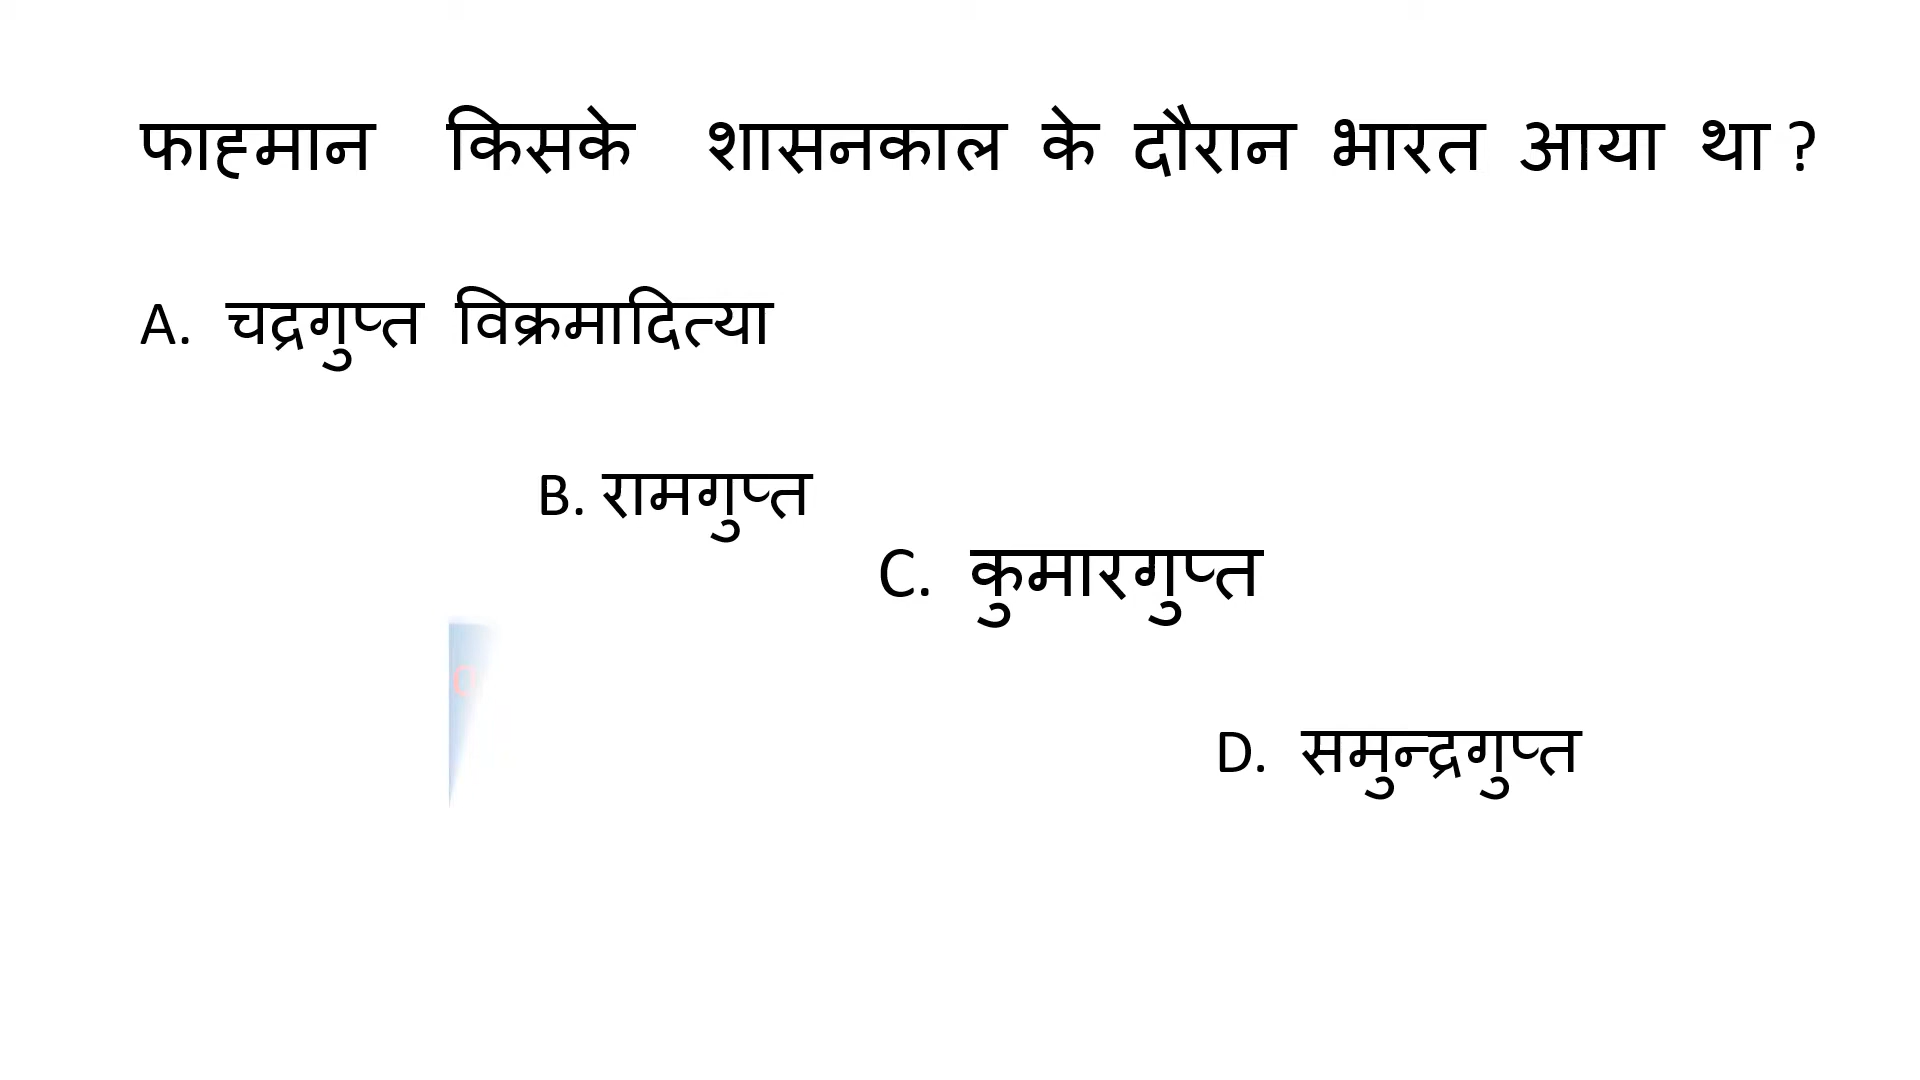 फाह्मान किसके शासनकाल के दौरान भारत आया था ?
A. चद्रगुप्त विक्रमादित्या
B. रामगुप्त
C. कुमारगुप्त
D. समुन्द्रगुप्त